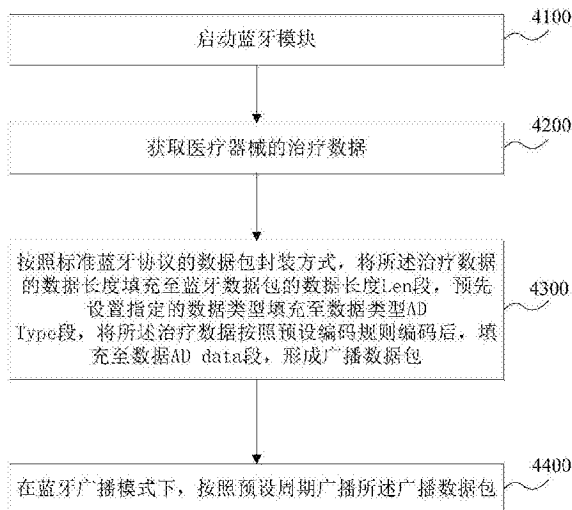 4100
启动蓝牙模块
4200
获取医疗器械的治疗数据
按照标准蓝牙协议的数据包封装方式，将所述治疗数据
的数据长度填充至蓝牙数据包的数据长度Len段，预先
设置指定的数据类型填充至数据类型AD
Type段，将所述治疗数据按照预设编码规则编码后，填
充至数据AD data段，形成广播数据包
4300
4400
在蓝牙广播模式下，按照预设周期广播所述广播数据包